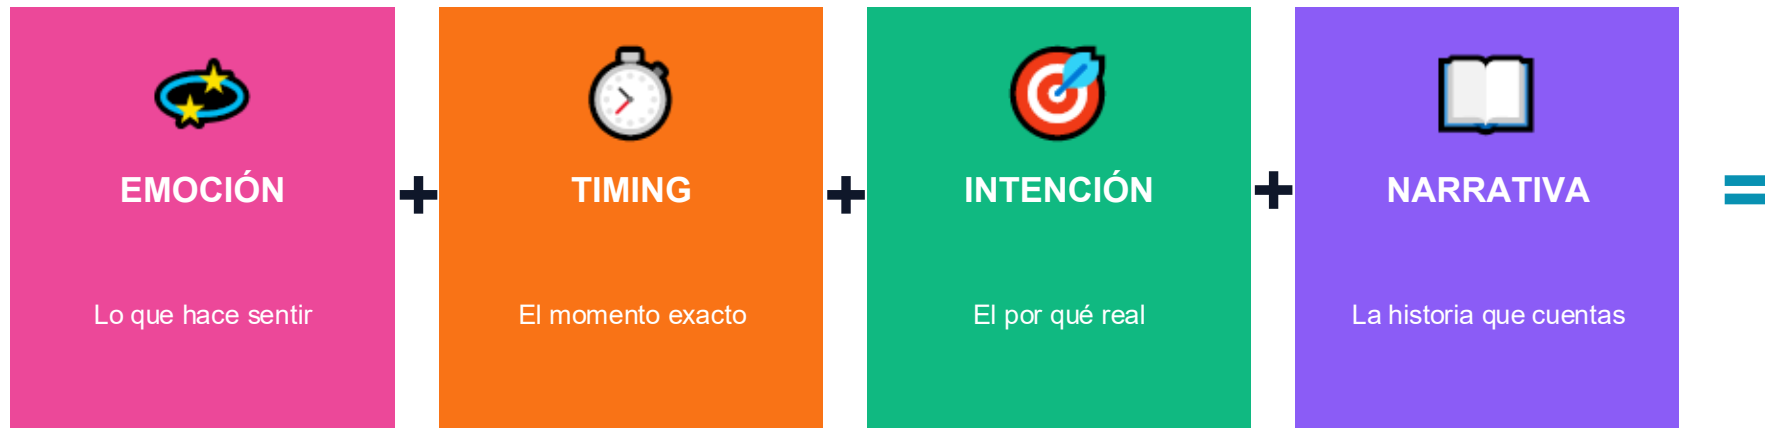 EMOCIÓN
Lo que hace sentir
+
TIMING
El momento exacto
+
INTENCIÓN
El por qué real
+
NARRATIVA
La historia que cuentas
=